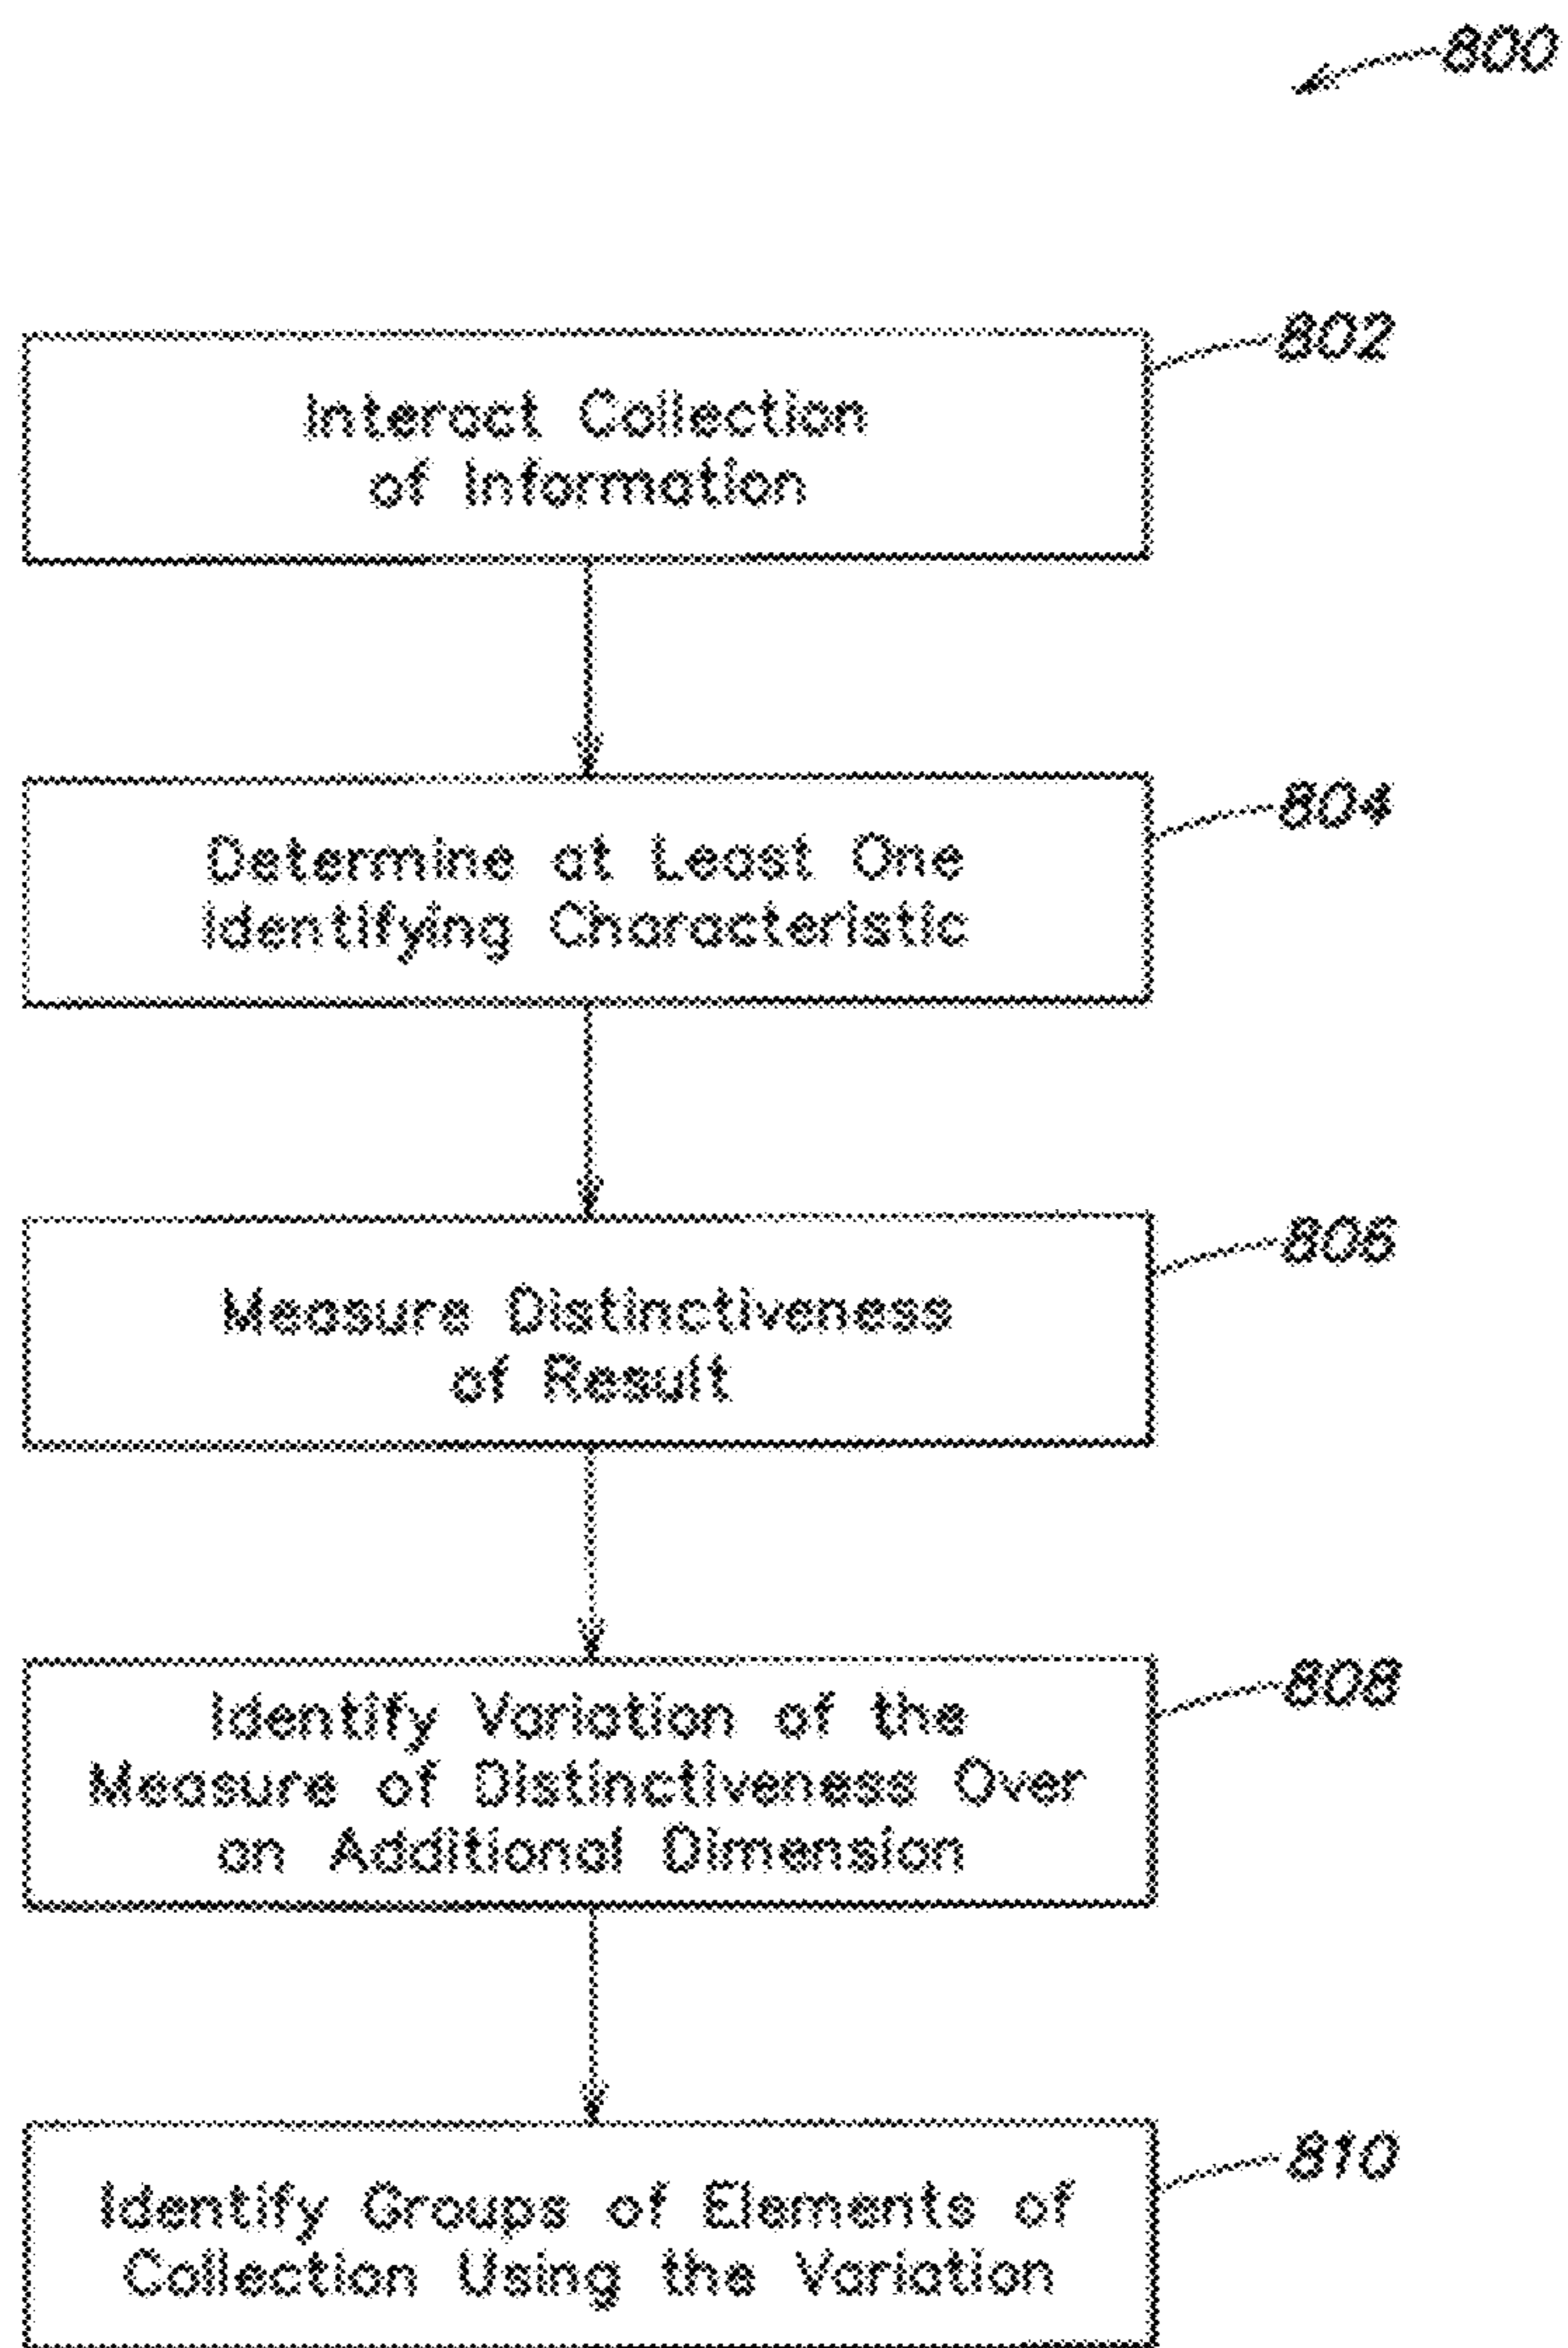 800
802
Interact Collection
of Information
804
Determine at Least One
Identifying Characteristic
806
Measure Distinctiveness
of Result
808
Identify Variation of the
Measure of Distinctiveness Over
an Additional Dimension
810
Identify Groups of Elements of
Collection Using the Variation